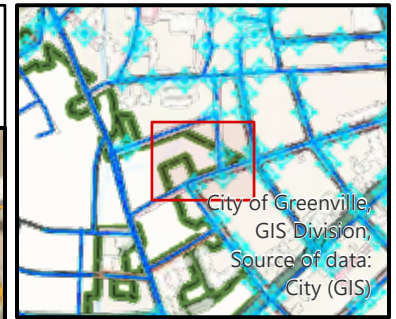 City of Greenville,
GIS Division,
Source of data:
City (GIS)